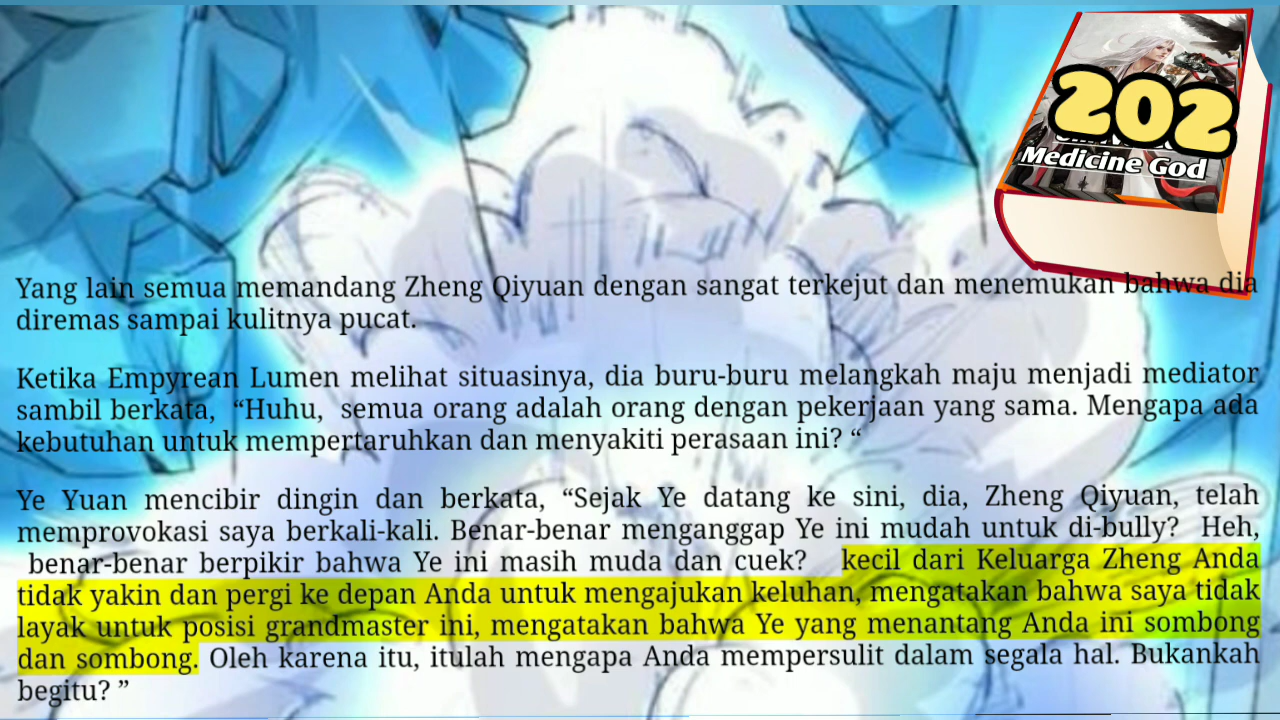 202
Medicine God
Yang lain semua memandang Zheng Qiyuan dengan sangat terkejut dan menemukan bahwa dia
diremas sampai kulitnya pucat.
Ketika Empyrean Lumen melihat situasinya, dia buru-buru melangkah maju menjadi mediator
sambil berkata, “Huhu, semua orang adalah orang dengan pekerjaan yang sama. Mengapa ada
kebutuhan untuk mempertaruhkan dan menyakiti perasaan ini? “
Ye Yuan mencibir dingin dan berkata, “Sejak Ye datang ke sini, dia, Zheng Qiyuan, telah
memprovokasi saya berkali-kali. Benar-benar menganggap Ye ini mudah untuk di-bully? Heh,
benar-benar berpikir bahwa Ye ini masih muda dan cuek? kecil dari Keluarga Zheng Anda
tidak yakin dan pergi ke depan Anda untuk mengajukan keluhan, mengatakan bahwa saya tidak
layak untuk posisi grandmaster ini, mengatakan bahwa Ye yang menantang Anda ini sombong
dan sombong. Oleh karena itu, itulah mengapa Anda mempersulit dalam segala hal. Bukankah
begitu? ”